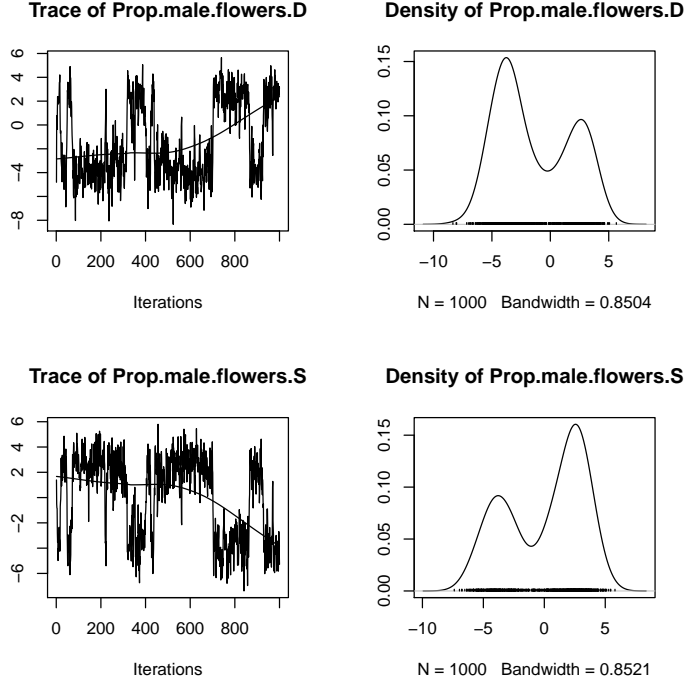 Trace of Prop.male.flowers.D
6
4
2
0
−4
−8
0 200 400 600 800
Iterations
Density of Prop.male.flowers.D
0.15
0.10
0.05
0.00
−10 −5 0 5
N = 1000 Bandwidth = 0.8504
Trace of Prop.male.flowers.S
6
4
2
−2
−6
0 200 400 600 800
Iterations
Density of Prop.male.flowers.S
0.15
0.10
0.05
0.00
−10 −5 0 5
N = 1000 Bandwidth = 0.8521